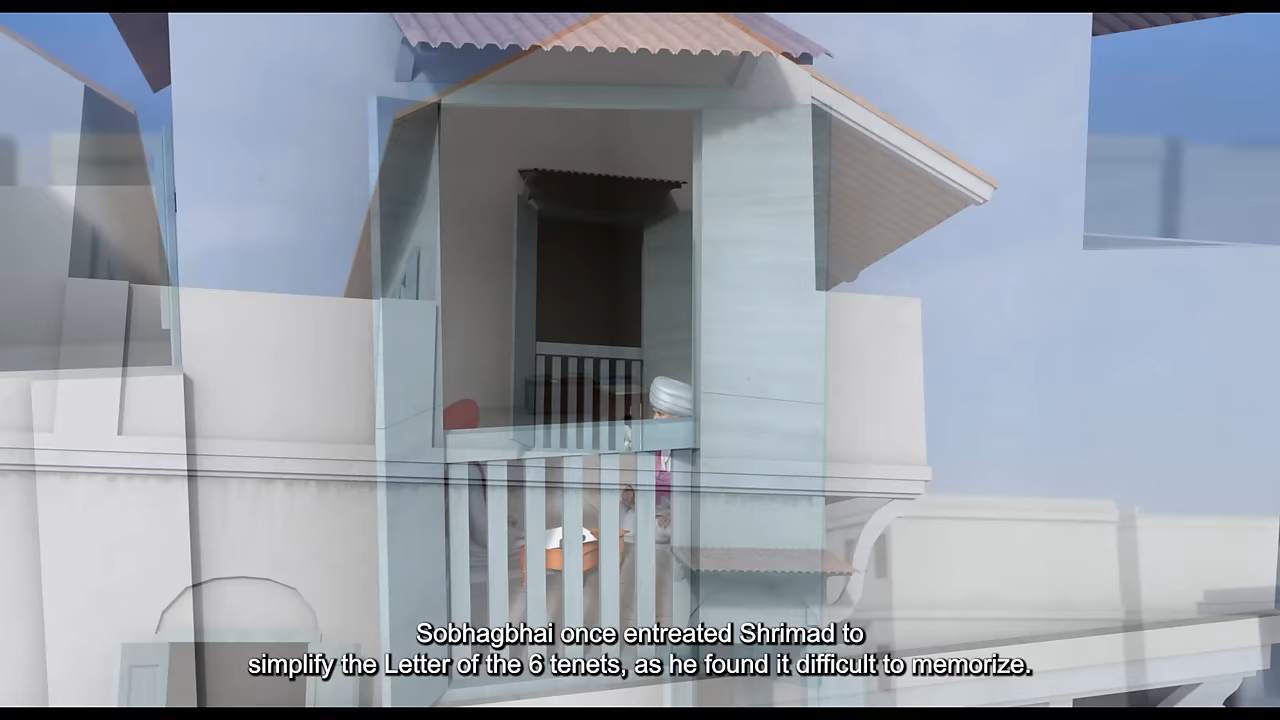 Sobhagbhai once entreated Shrimad to
simplify the Letter of the 6 tenets, as he found it difficult to memorize.